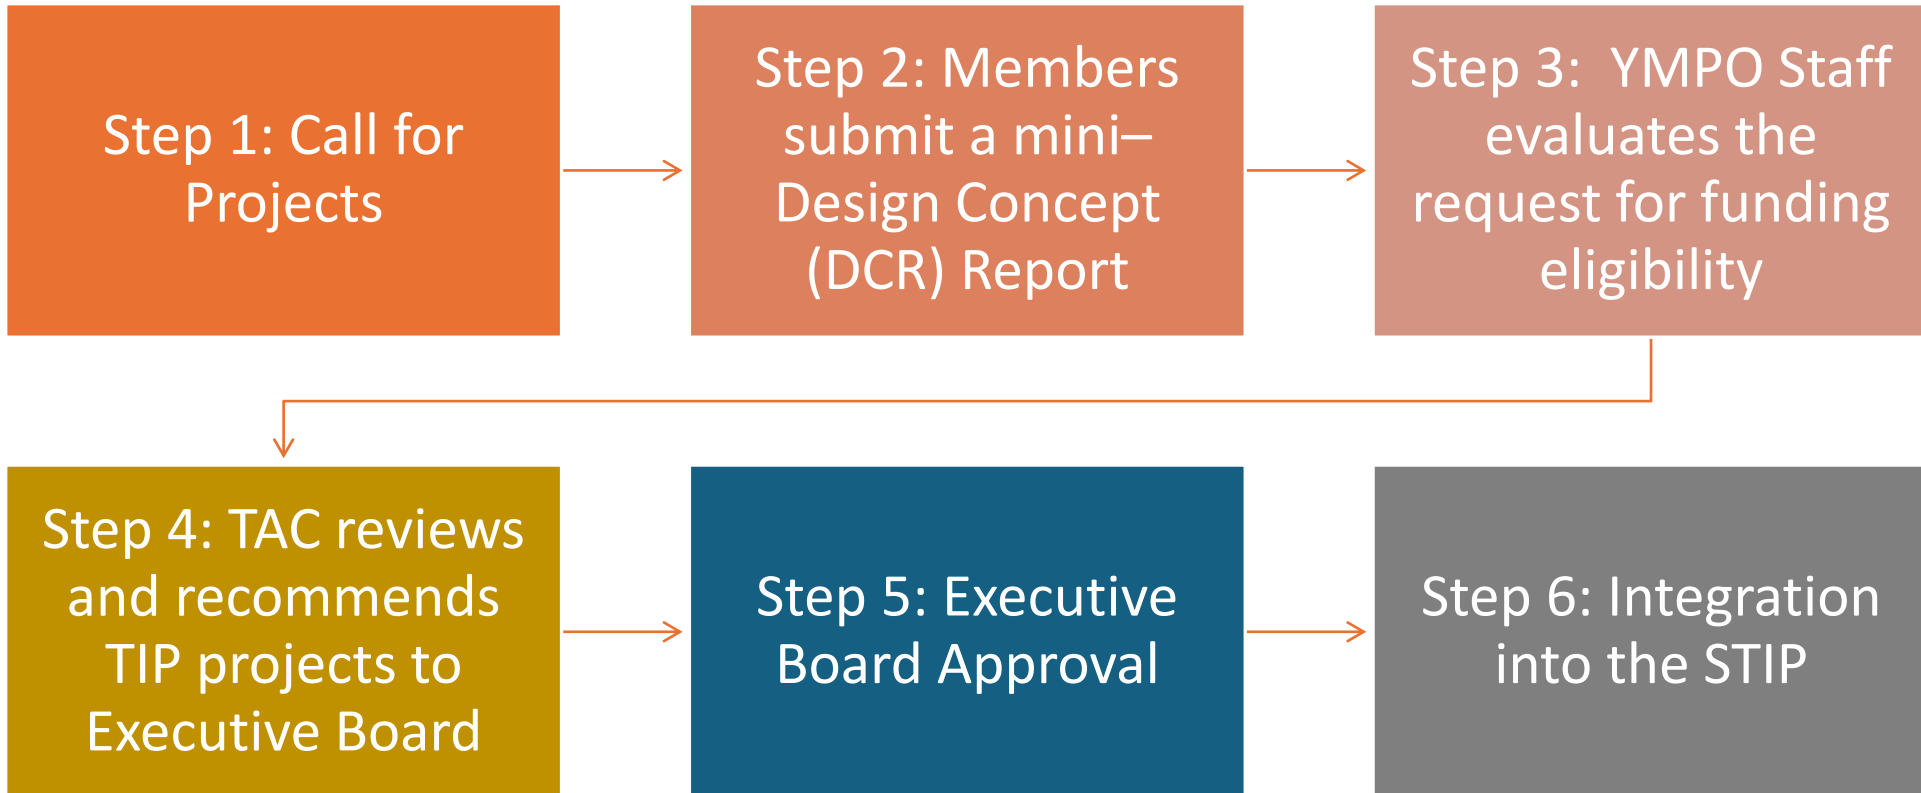 Step 1: Call for
Projects
Step 2: Members
submit a mini–
Design Concept
(DCR) Report
Step 3:  YMPO Staff
evaluates the
request for funding
eligibility
Step 4: TAC reviews
and recommends
TIP projects to
Executive Board
Step 5: Executive
Board Approval
Step 6: Integration
into the STIP